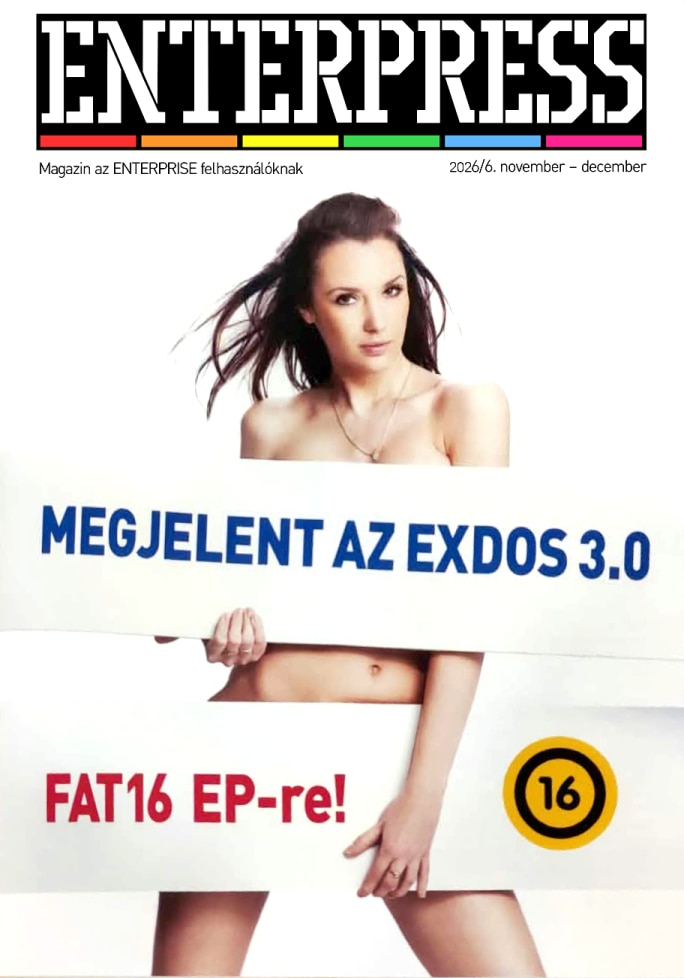 ENTERPRESS
Magazin az ENTERPRISE felhasználóknak
2026/6. november – december
MEGJELENT AZ EXDOS 3.0
FAT16 EP-re!
16